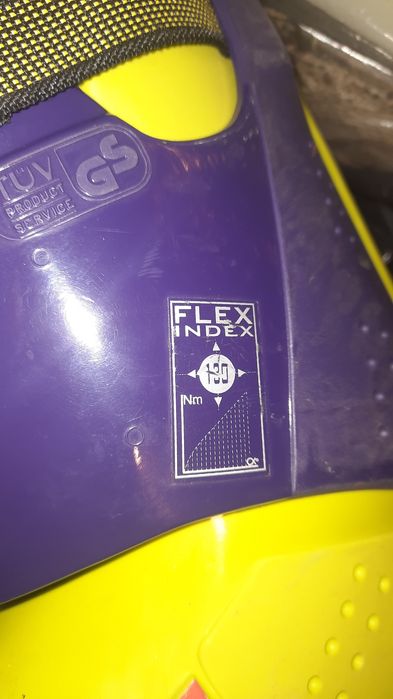 TÜV
PRODUCT
SERVICE
GS
FLEX
INDEX
130
Nm
α°